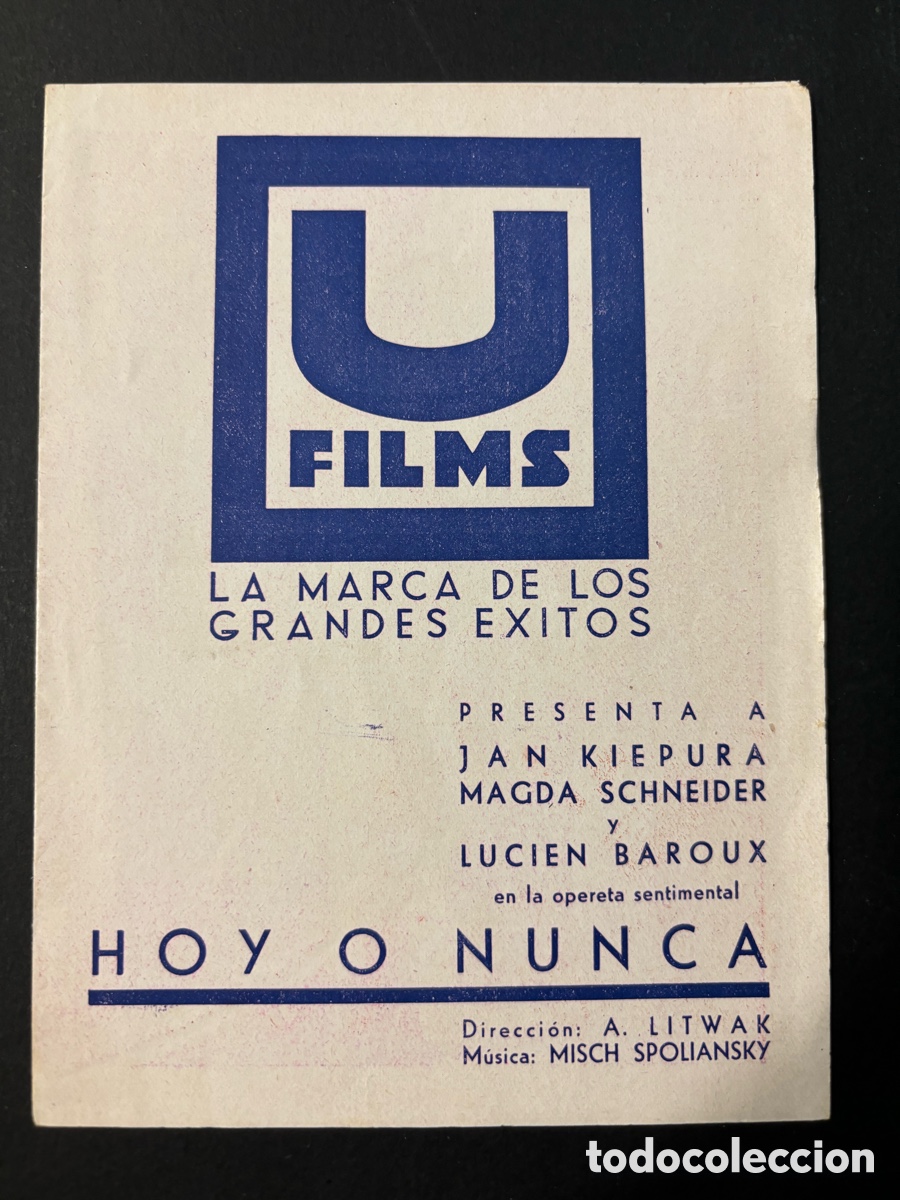 U
FILMS
LA MARCA DE LOS
GRANDES EXITOS
PRESENTA A
JAN KIEPURA
MAGDA SCHNEIDER
y
LUCIEN BAROUX
en la opereta sentimental
HOY O NUNCA
Dirección: A. LITWAK
Música: MISCH SPOLIANSKY
todocoleccion